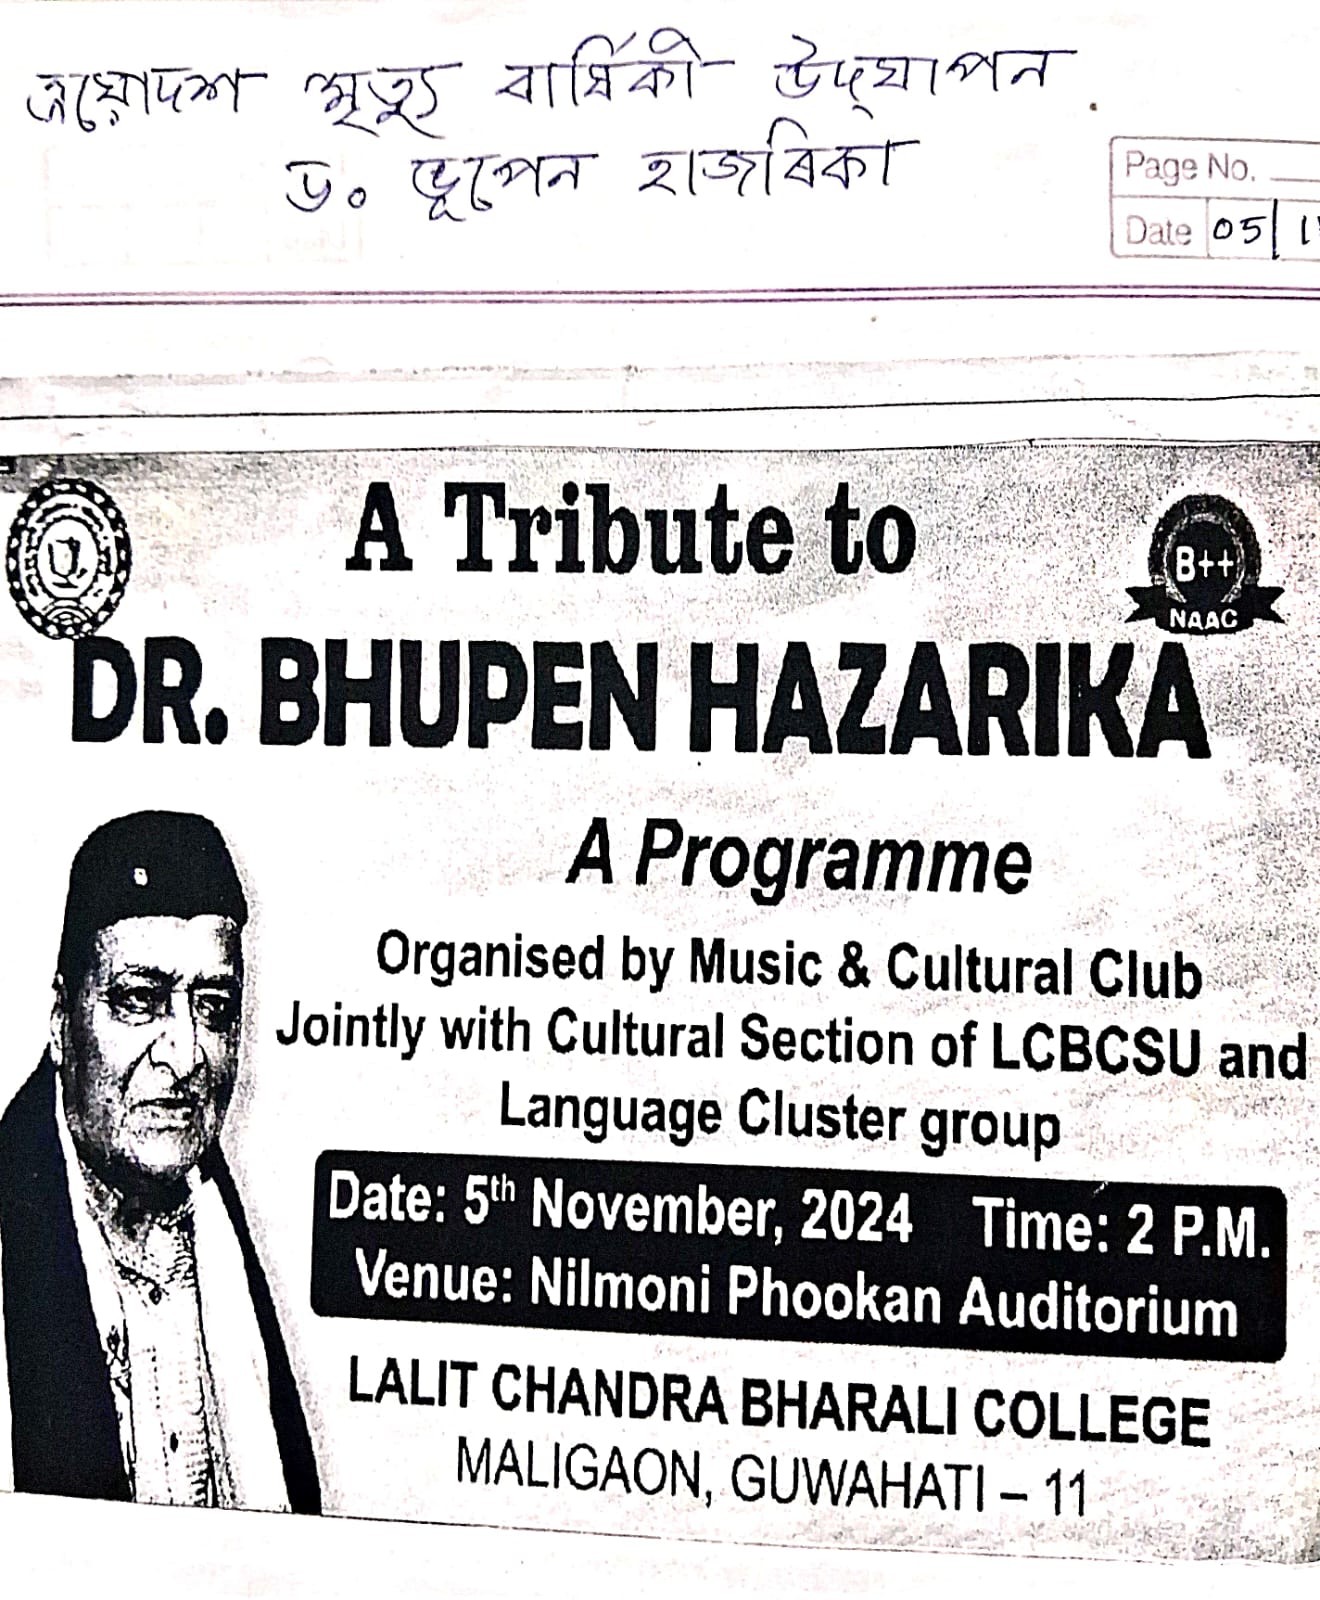 ত্ৰয়োদশ মৃত্যু বাৰ্ষিকী উদ্‌যাপন
ড০ ভূপেন হাজৰিকা
Page No.
Date 05/
A Tribute to
B++
NAAC
DR. BHUPEN HAZARIKA
A Programme
Organised by Music & Cultural Club
Jointly with Cultural Section of LCBCSU and
Language Cluster group
Date: 5th November, 2024 Time: 2 P.M.
Venue: Nilmoni Phookan Auditorium
LALIT CHANDRA BHARALI COLLEGE
MALIGAON, GUWAHATI – 11